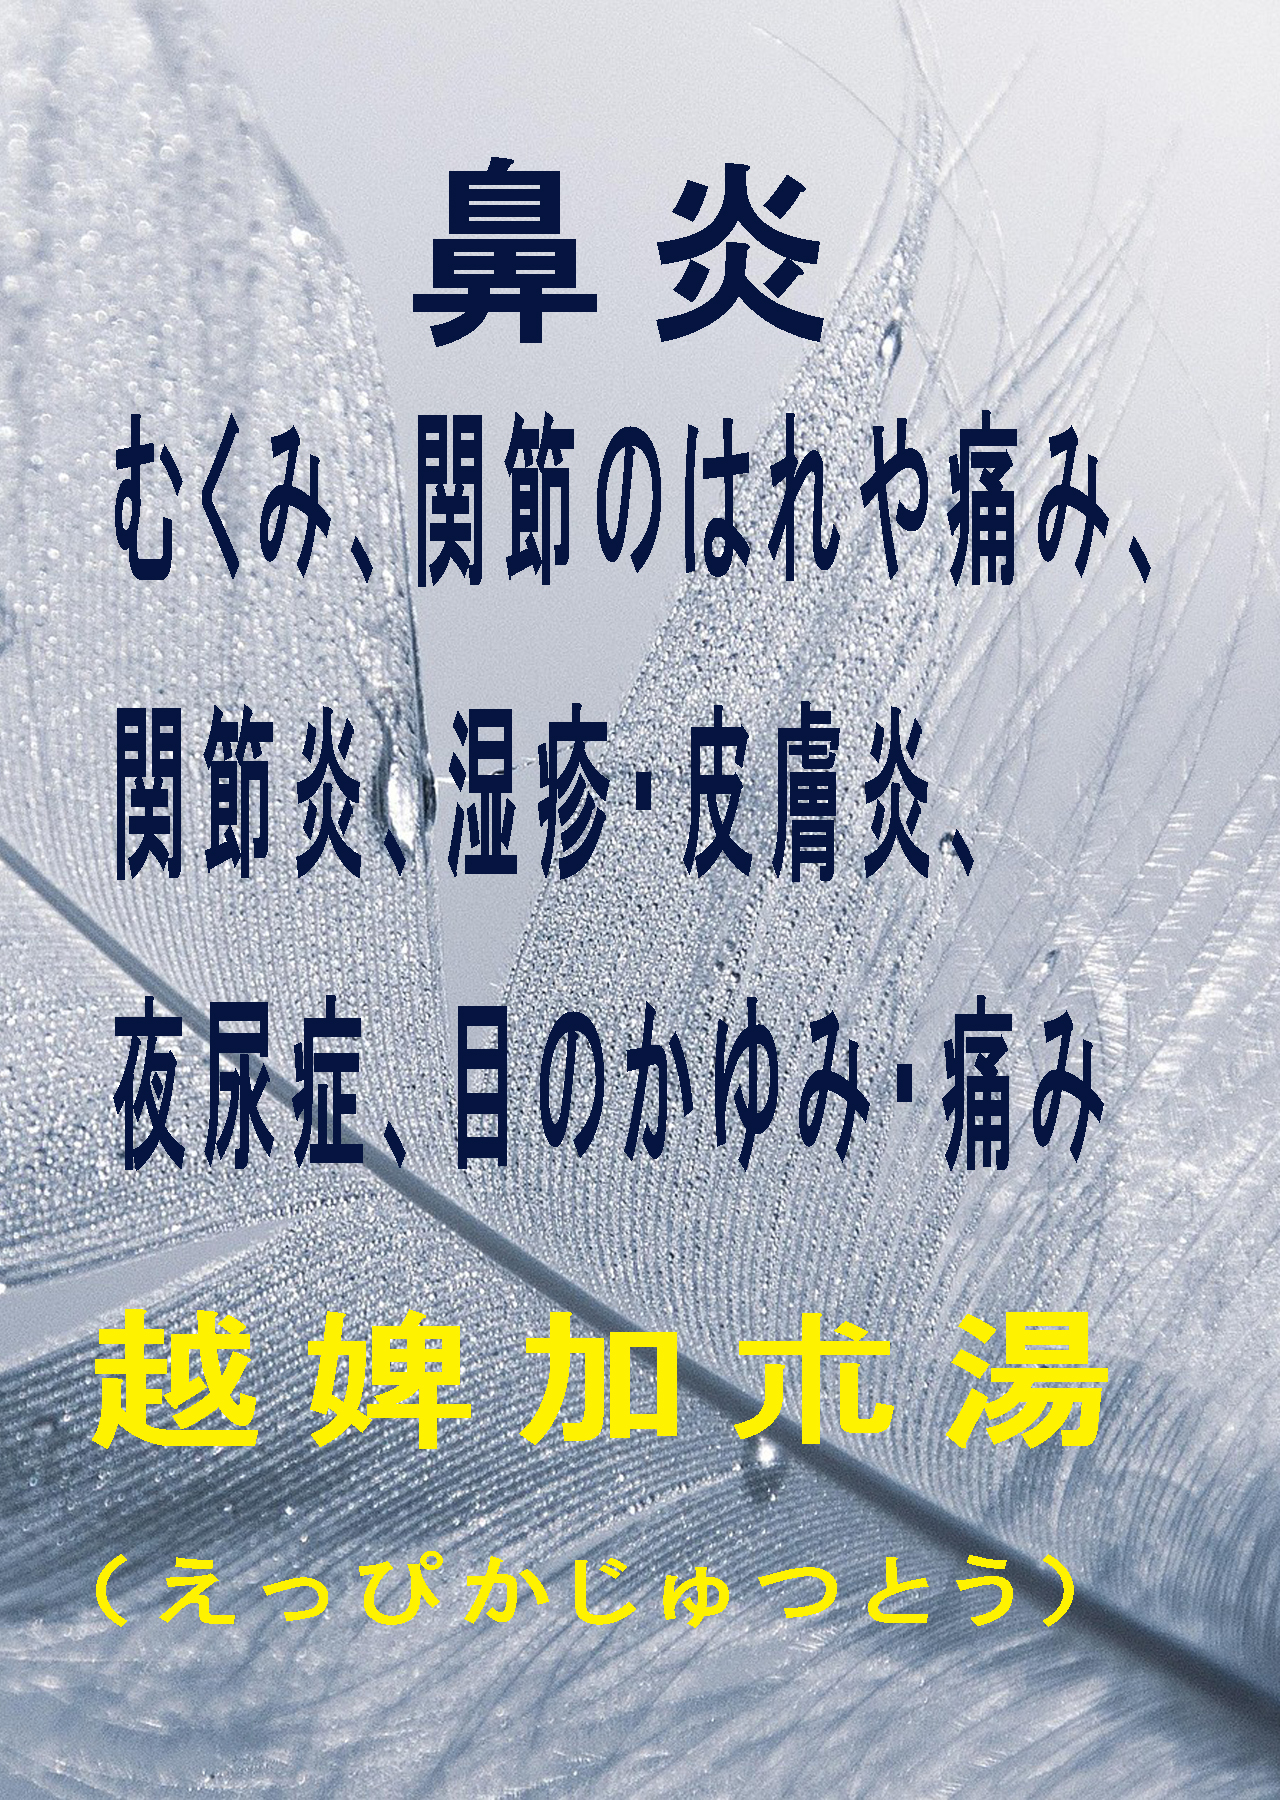 鼻炎
むくみ、関節のはれや痛み、
関節炎、湿疹・皮膚炎、
夜尿症、目のかゆみ・痛み
越婢加朮湯
（えっぴかじゅつとう）